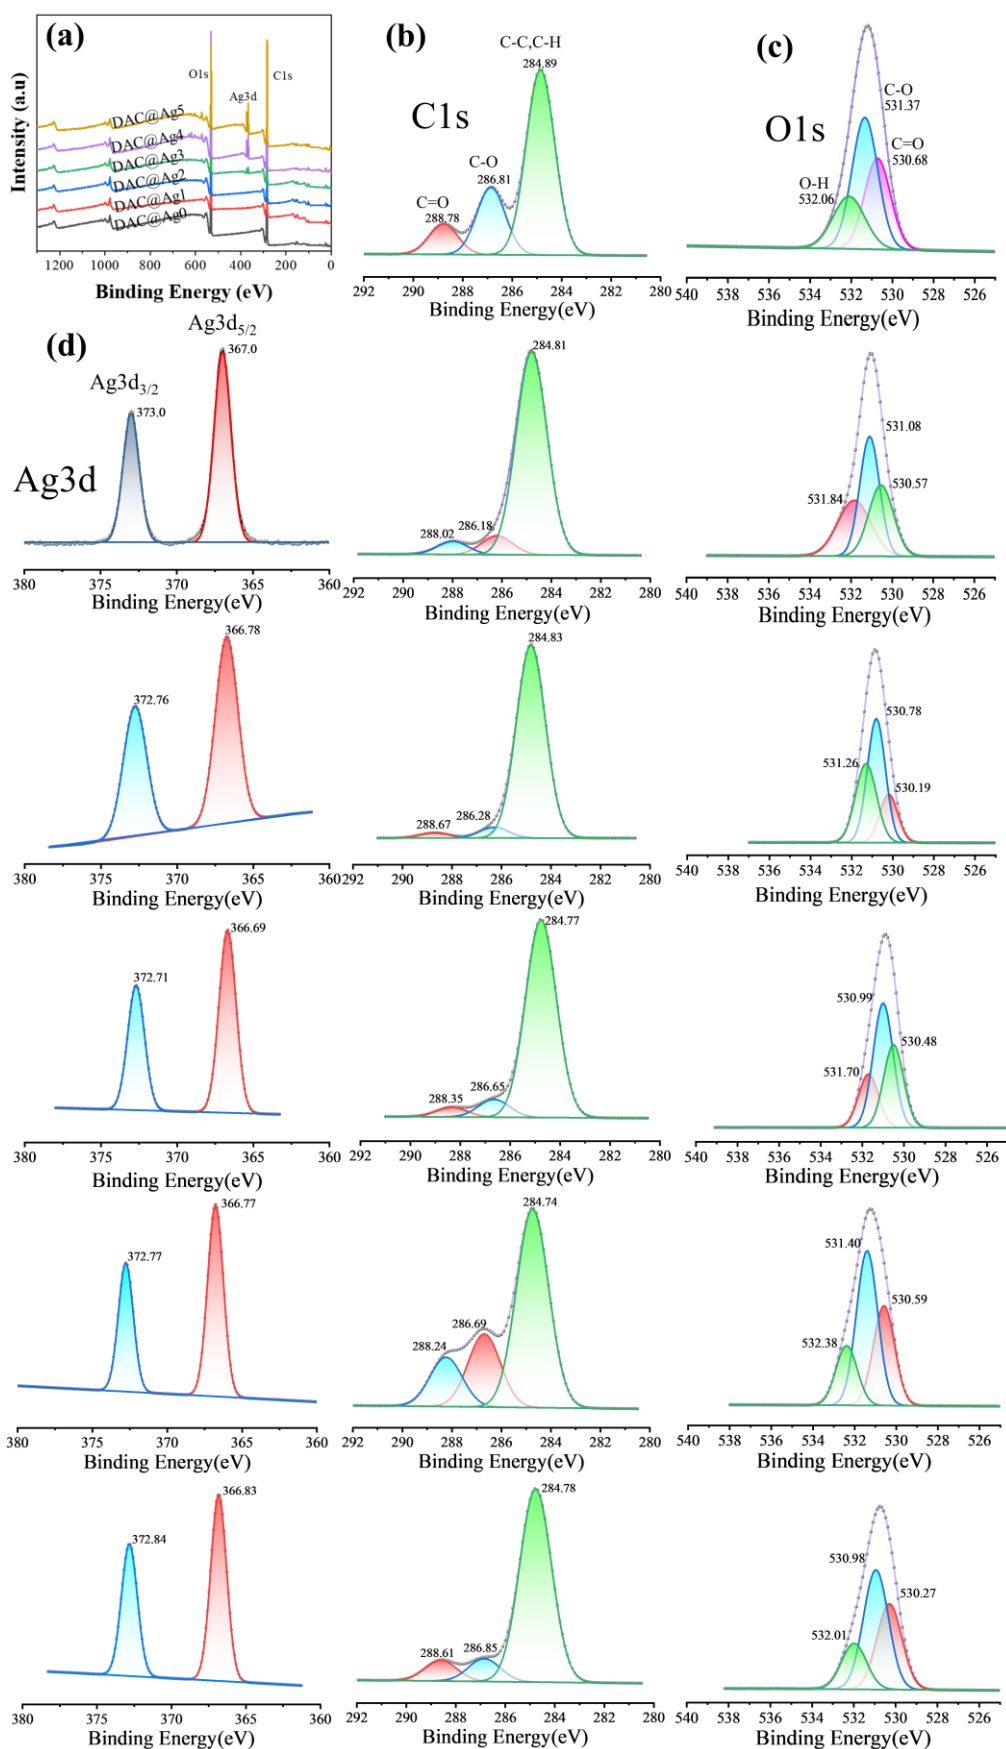 (a)
O1s
C1s
Ag3d
DAC@Ag5
DAC@Ag4
DAC@Ag3
DAC@Ag2
DAC@Ag1
DAC@Ag0
Intensity (a.u)
1200 1000 800 600 400 200 0
Binding Energy (eV)
(b)
C-C,C-H
284.89
C1s
C-O
286.81
C=O
288.78
292 290 288 286 284 282 280
Binding Energy(eV)
(c)
C-O
531.37
O1s
C=O
530.68
O-H
532.06
540 538 536 534 532 530 528 526
Binding Energy(eV)
(d)
Ag3d5/2
367.0
Ag3d3/2
373.0
Ag3d
380 375 370 365 360
Binding Energy(eV)
284.81
286.18
288.02
292 290 288 286 284 282 280
Binding Energy(eV)
531.08
530.57
531.84
540 538 536 534 532 530 528 526
Binding Energy(eV)
366.78
372.76
380 375 370 365 360
Binding Energy(eV)
284.83
286.28
288.67
292 290 288 286 284 282 280
Binding Energy(eV)
530.78
531.26
530.19
540 538 536 534 532 530 528 526
Binding Energy(eV)
366.69
372.71
380 375 370 365 360
Binding Energy(eV)
284.77
286.65
288.35
292 290 288 286 284 282 280
Binding Energy(eV)
530.99
530.48
531.70
540 538 536 534 532 530 528 526
Binding Energy(eV)
366.77
372.77
380 375 370 365 360
Binding Energy(eV)
284.74
286.69
288.24
292 290 288 286 284 282 280
Binding Energy(eV)
531.40
530.59
532.38
540 538 536 534 532 530 528 526
Binding Energy(eV)
366.83
372.84
380 375 370 365 360
Binding Energy(eV)
284.78
286.85
288.61
292 290 288 286 284 282 280
Binding Energy(eV)
530.98
530.27
532.01
540 538 536 534 532 530 528 526
Binding Energy(eV)